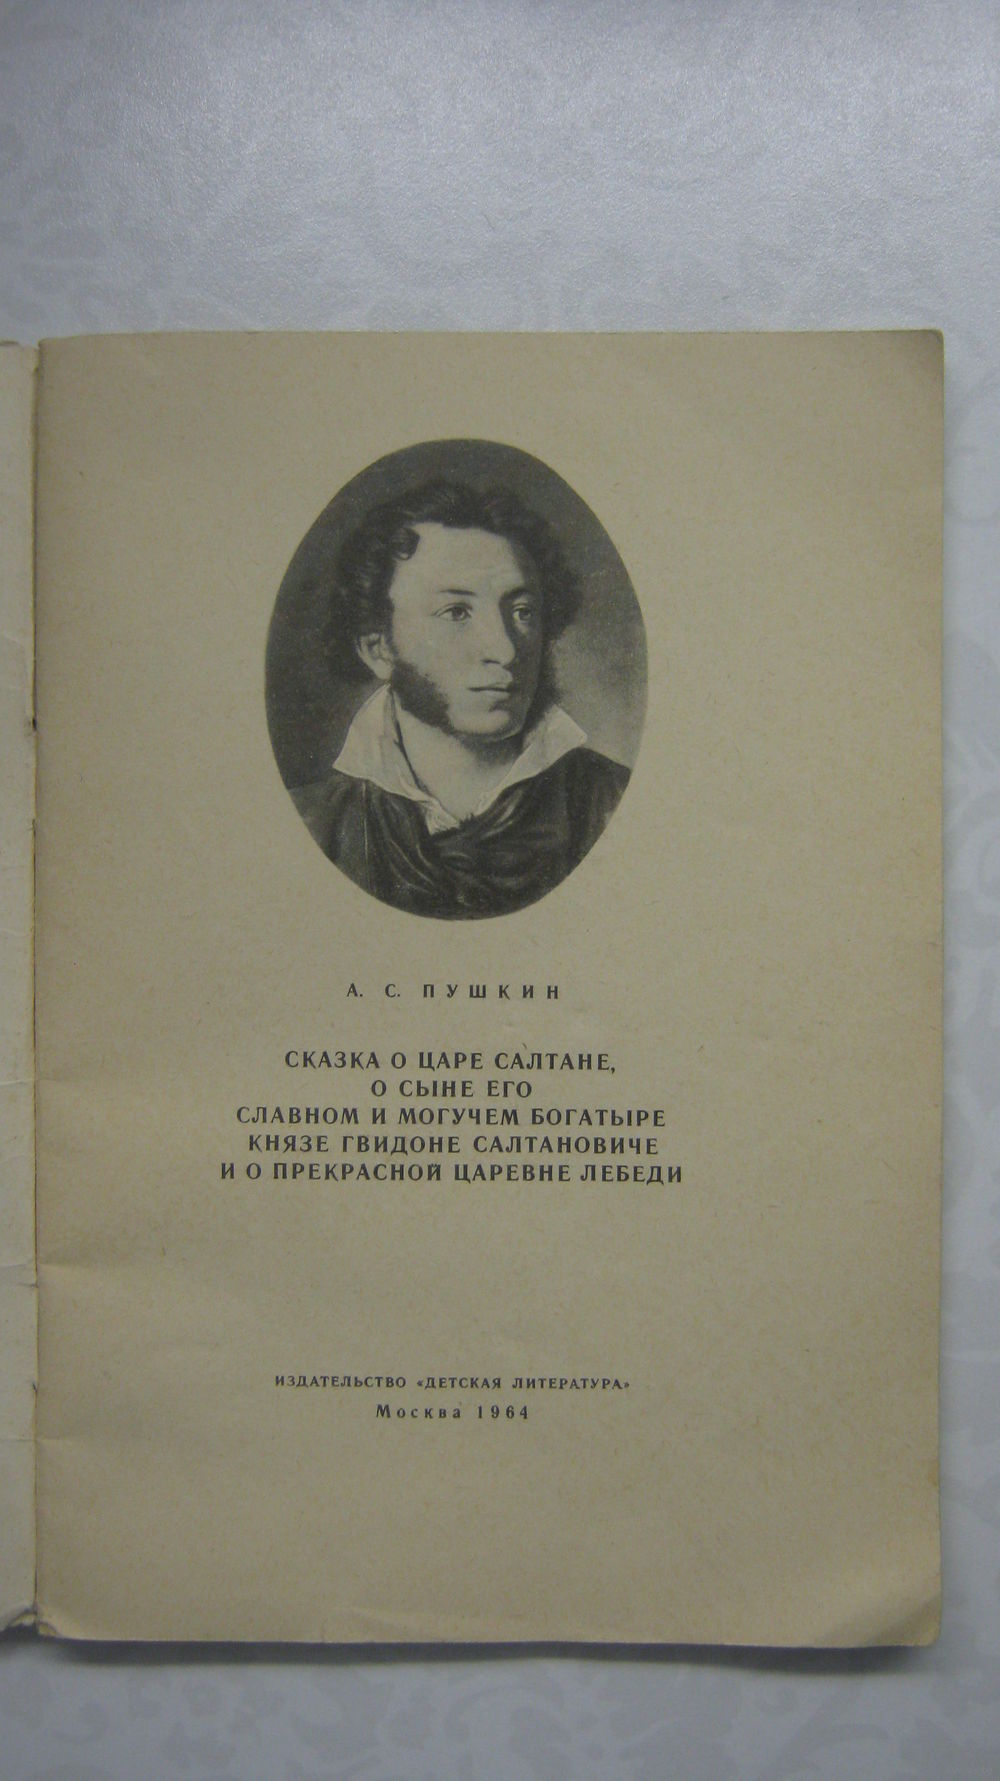 А. С. ПУШКИН
СКАЗКА О ЦАРЕ САЛТАНЕ,
О СЫНЕ ЕГО
СЛАВНОМ И МОГУЧЕМ БОГАТЫРЕ
КНЯЗЕ ГВИДОНЕ САЛТАНОВИЧЕ
И О ПРЕКРАСНОЙ ЦАРЕВНЕ ЛЕБЕДИ
ИЗДАТЕЛЬСТВО «ДЕТСКАЯ ЛИТЕРАТУРА»
Москва 1964